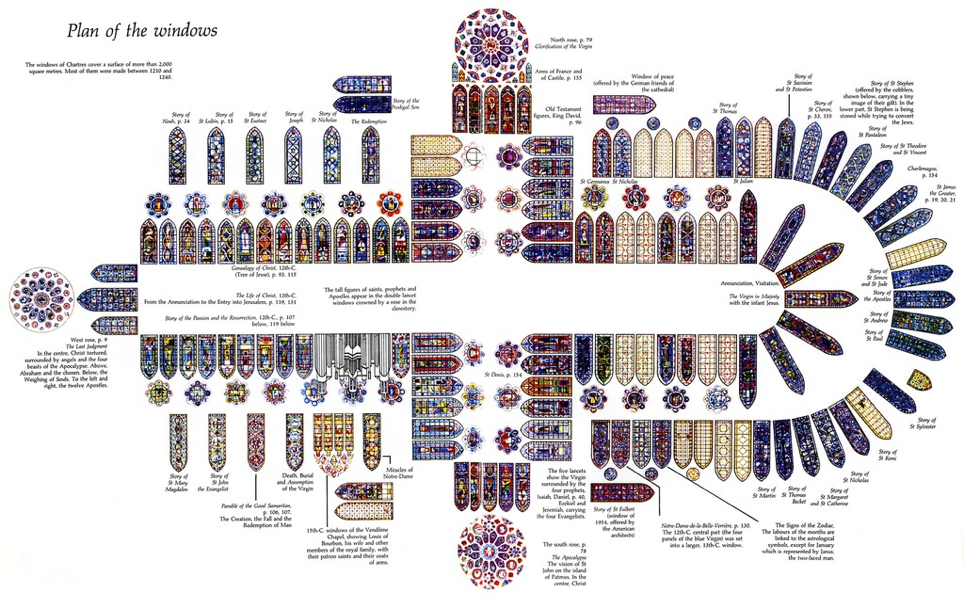 Plan of the windows
The windows of Chartres cover a surface of more than 2,000
square metres. Most of them were made between 1210 and
1240.
North rose, p. 79
Glorification of the Virgin
Arms of France and
of Castile, p. 155
Old Testament
figures, King David,
p. 96
Window of peace
(offered by the German friends of
the cathedral)
Story of
St Thomas
Story of
St Savinian
and St Potentien
Story of
St Cheron,
p. 33, 155
Story of St Stephen
(offered by the cobblers,
shown below, carrying a tiny
image of their gift). In the
lower part, St Stephen is being
stoned while trying to convert
the Jews.
Story of
St Pantaleon
Story of St Theodore
and St Vincent
Charlemagne,
p. 154
St James
the Greater,
p. 19, 20, 21
Story of the
Prodigal Son
Story of
Noah, p. 24
Story of
St Lubin, p. 15
Story of
St Eustace
Story of
Joseph
Story of
St Nicholas
The Redemption
St Germanus
St Nicholas
St Julian
Genealogy of Christ, 12th-C.
(Tree of Jesse), p. 93, 115
The Life of Christ, 12th-C.
From the Annunciation to the Entry into Jerusalem, p. 119, 131
Story of the Passion and the Resurrection, 12th-C., p. 107
below, 119 below
The tall figures of saints, prophets and
Apostles appear in the double lancet
windows crowned by a rose in the
clerestory.
Annunciation, Visitation.
The Virgin in Majesty
with the infant Jesus.
Story of
St Simon
and St Jude
Story of
the Apostles
Story of
St Andrew
Story of
St Paul
West rose, p. 9
The Last Judgment
In the centre, Christ tortured,
surrounded by angels and the four
beasts of the Apocalypse. Above,
Abraham and the chosen. Below, the
Weighing of Souls. To the left and
right, the twelve Apostles.
St Denis, p. 154
Story of
St Sylvester
Story of
St Remi
Story of
St Nicholas
Story of
St Margaret
and St Catherine
Story of
St Thomas
Becket
Story of
St Martin
Story of
St Mary
Magdalen
Story of
St John
the Evangelist
Parable of the Good Samaritan,
p. 106, 107.
The Creation, the Fall and the
Redemption of Man
Death, Burial
and Assumption
of the Virgin
Miracles of
Notre-Dame
15th-C. windows of the Vendôme
Chapel, showing Louis of
Bourbon, his wife and other
members of the royal family, with
their patron saints and their coats
of arms.
The five lancets
show the Virgin
surrounded by the
four prophets,
Isaiah, Daniel, p. 40,
Ezekiel and
Jeremiah, carrying
the four Evangelists.
The south rose, p.
78
The Apocalypse
The vision of St
John on the island
of Patmos. In the
centre, Christ
Story of St Fulbert
(window of
1954, offered by
the American
architects)
Notre-Dame-de-la-Belle-Verrière, p. 130.
The 12th-C. central part (the four
panels of the blue Virgin) was set
into a larger, 13th-C. window.
The Signs of the Zodiac.
The labours of the months are
linked to the astrological
symbols, except for January
which is represented by Janus,
the two-faced man.